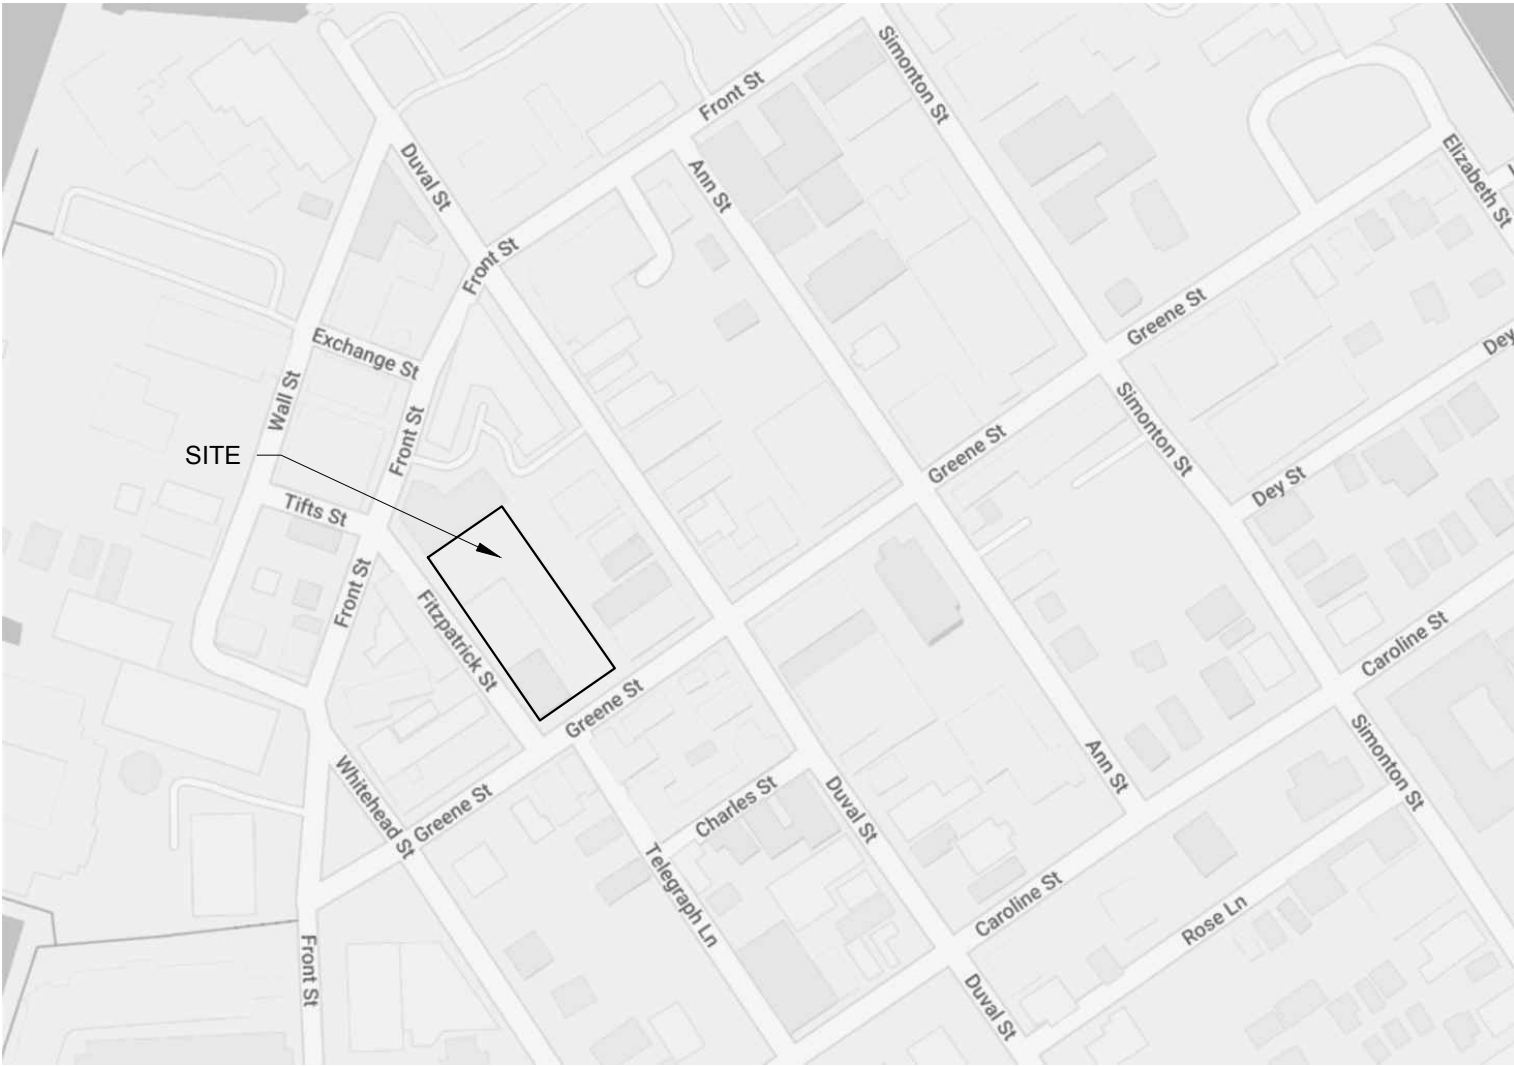 Simonton St
Front St
Duval St
Ann St
Elizabeth St
Front St
Greene St
Exchange St
Dey
Wall St
Simonton St
Front St
SITE
Greene St
Dey St
Tifts St
Front St
Fitzpatrick St
Caroline St
Greene St
Ann St
Simonton St
Whitehead St
Greene St
Charles St
Duval St
Telegraph Ln
Caroline St
Rose Ln
Front St
Duval St